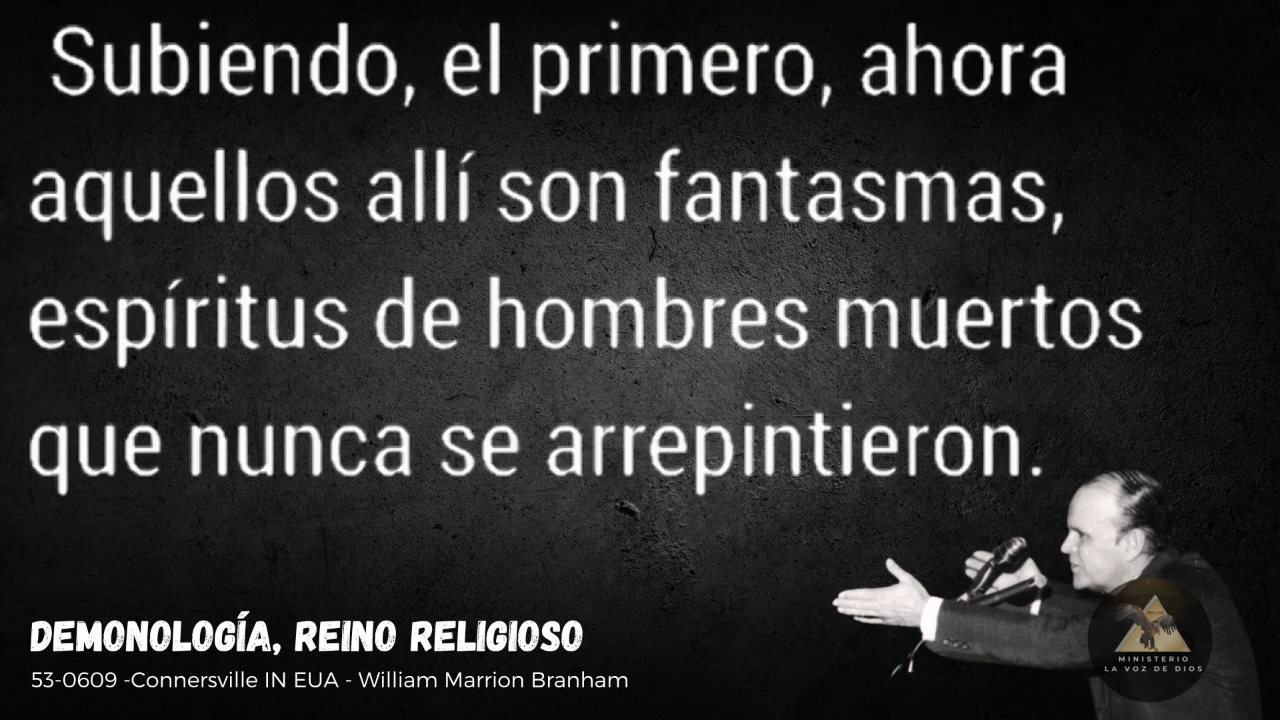 Subiendo, el primero, ahora
aquellos allí son fantasmas,
espíritus de hombres muertos
que nunca se arrepintieron.
DEMONOLOGÍA, REINO RELIGIOSO
53-0609 -Connersville IN EUA - William Marrion Branham
MINISTERIO
LA VOZ DE DIOS